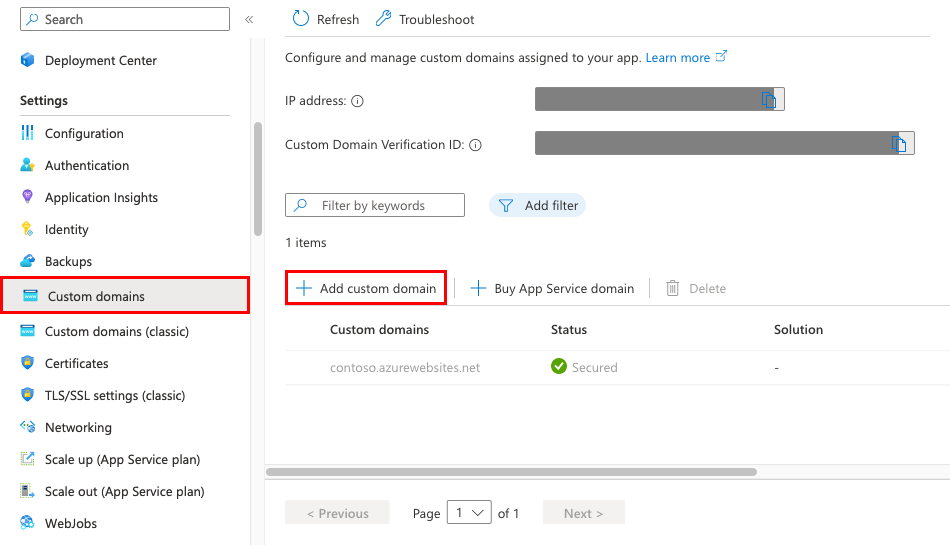 Search
«
Deployment Center
Settings
Configuration
Authentication
Application Insights
Identity
Backups
Custom domains
Custom domains (classic)
Certificates
TLS/SSL settings (classic)
Networking
Scale up (App Service plan)
Scale out (App Service plan)
WebJobs
Refresh Troubleshoot
Configure and manage custom domains assigned to your app. Learn more
IP address:
Custom Domain Verification ID:
Filter by keywords Add filter
1 items
Add custom domain Buy App Service domain Delete
Custom domains Status Solution
contoso.azurewebsites.net Secured -
< Previous Page 1 of 1 Next >